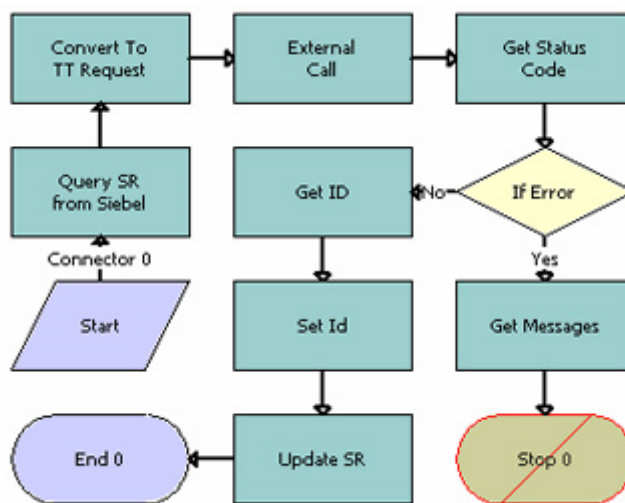 Convert To
TT Request
External
Call
Get Status
Code
Query SR
from Siebel
Get ID
No
If Error
Connector 0
Yes
Start
Set Id
Get Messages
End 0
Update SR
Stop 0